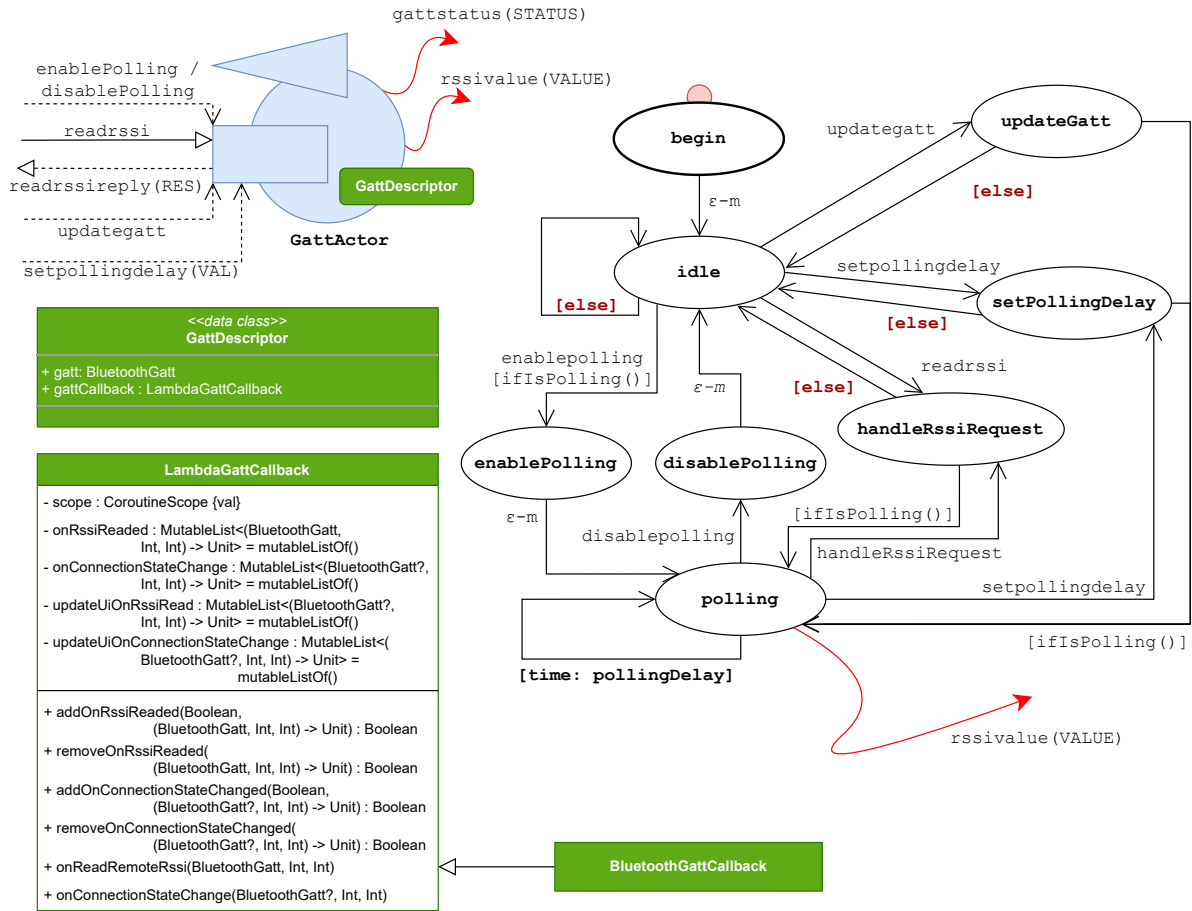 gattstatus(STATUS)
enablePolling /
disablePolling
rssivalue(VALUE)
readrssi
readrssireply(RES)
GattDescriptor
updategatt
GattActor
setpollingdelay(VAL)
<<data class>>
GattDescriptor
+ gatt: BluetoothGatt
+ gattCallback : LambdaGattCallback
LambdaGattCallback
- scope : CoroutineScope {val}
- onRssiReaded : MutableList<(BluetoothGatt,
Int, Int) -> Unit> = mutableListOf()
- onConnectionStateChange : MutableList<(BluetoothGatt?,
Int, Int) -> Unit> = mutableListOf()
- updateUiOnRssiRead : MutableList<(BluetoothGatt?,
Int, Int) -> Unit> = mutableListOf()
- updateUiOnConnectionStateChange : MutableList<(
BluetoothGatt?, Int, Int) -> Unit> =
mutableListOf()
+ addOnRssiReaded(Boolean,
(BluetoothGatt, Int, Int) -> Unit) : Boolean
+ removeOnRssiReaded(
(BluetoothGatt, Int, Int) -> Unit) : Boolean
+ addOnConnectionStateChanged(Boolean,
(BluetoothGatt?, Int, Int) -> Unit) : Boolean
+ removeOnConnectionStateChanged(
(BluetoothGatt?, Int, Int) -> Unit) : Boolean
+ onReadRemoteRssi(BluetoothGatt, Int, Int)
+ onConnectionStateChange(BluetoothGatt?, Int, Int)
BluetoothGattCallback
begin
updategatt
updateGatt
ε-m
[else]
idle
setpollingdelay
setPollingDelay
[else]
[else]
enablepolling
[ifIsPolling()]
ε-m
readrssi
[else]
handleRssiRequest
enablePolling
disablePolling
ε-m
disablepolling
[ifIsPolling()]
handleRssiRequest
setpollingdelay
polling
[ifIsPolling()]
[time: pollingDelay]
rssivalue(VALUE)